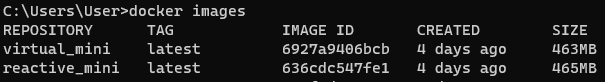 C:\Users\User>docker images
REPOSITORY TAG IMAGE ID CREATED SIZE
virtual_mini latest 6927a9406bcb 4 days ago 463MB
reactive_mini latest 636cdc547fe1 4 days ago 465MB